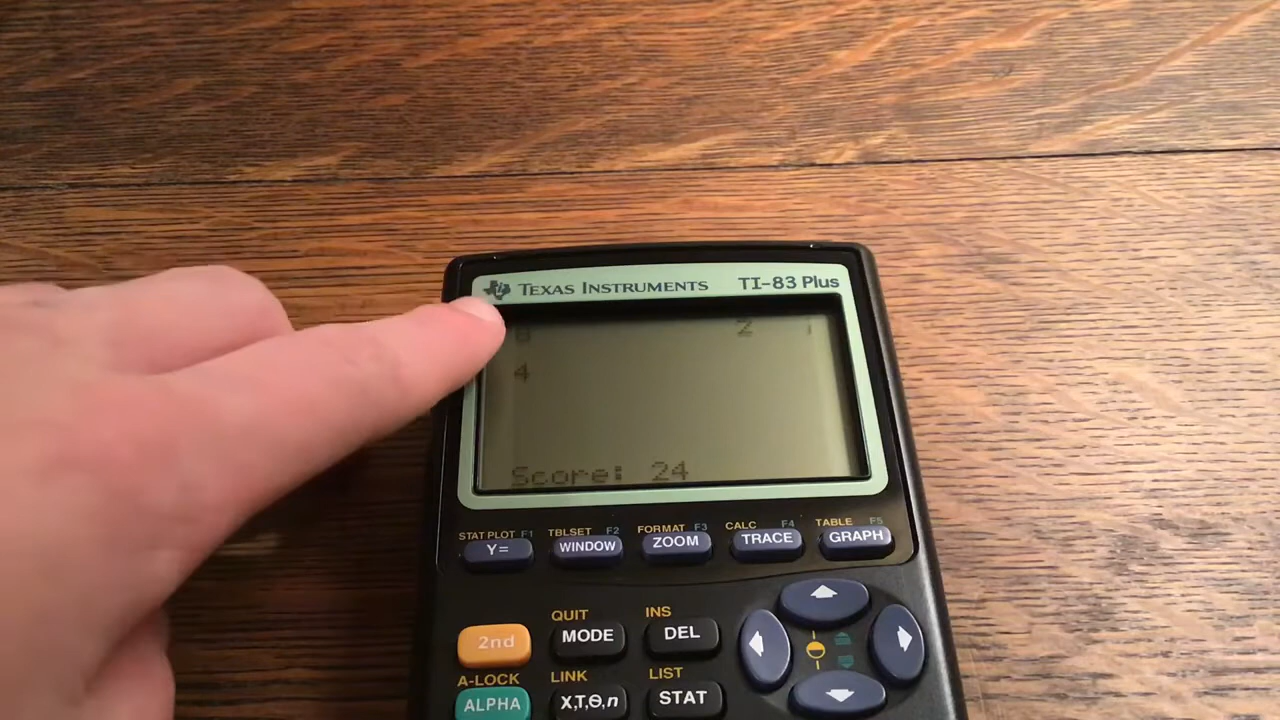 TEXAS INSTRUMENTS TI-83 Plus
2
4
Score: 24
STAT PLOT F1 TBLSET F2 FORMAT F3 CALC F4 TABLE F5
Y= WINDOW ZOOM TRACE GRAPH
QUIT INS
2nd MODE DEL
A-LOCK LINK LIST
ALPHA X,T,Θ,n STAT